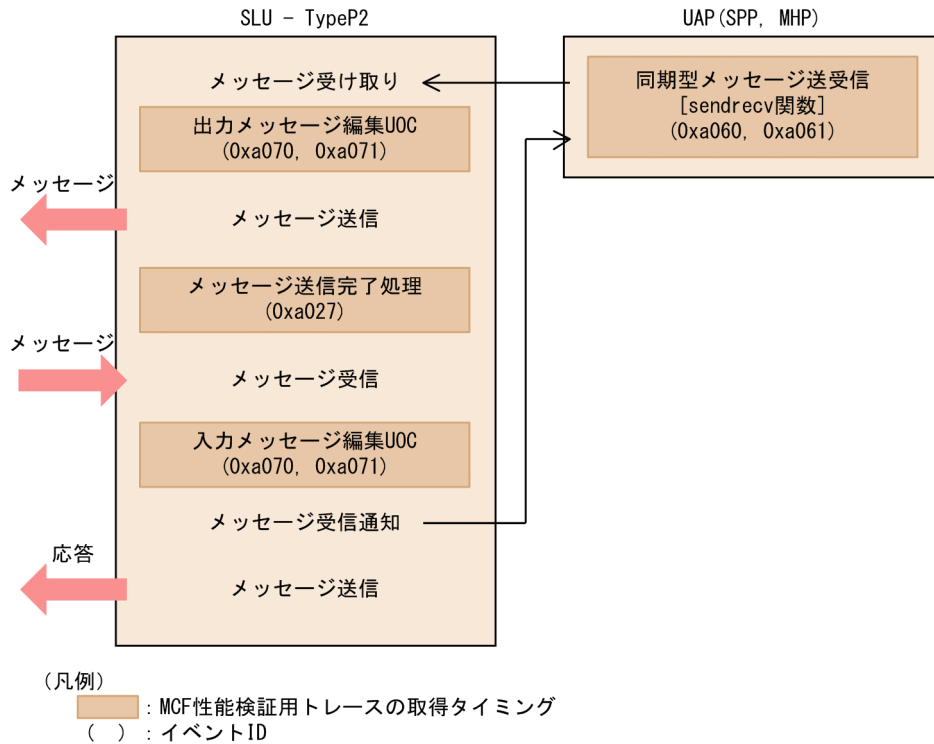 SLU - TypeP2
UAP(SPP, MHP)
メッセージ受け取り
同期型メッセージ送受信
[sendrecv関数]
(0xa060, 0xa061)
出力メッセージ編集UOC
(0xa070, 0xa071)
メッセージ
メッセージ送信
メッセージ送信完了処理
(0xa027)
メッセージ
メッセージ受信
入力メッセージ編集UOC
(0xa070, 0xa071)
メッセージ受信通知
応答
メッセージ送信
(凡例)
：MCF性能検証用トレースの取得タイミング
( )：イベントID